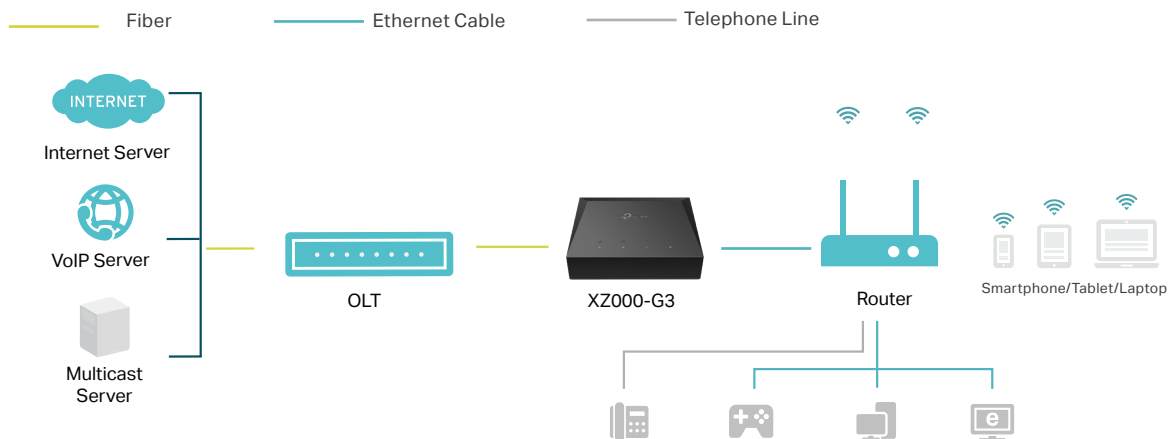 Fiber
Ethernet Cable
Telephone Line
INTERNET
Internet Server
VoIP Server
Multicast
Server
OLT
XZ000-G3
Router
Smartphone/Tablet/Laptop
e